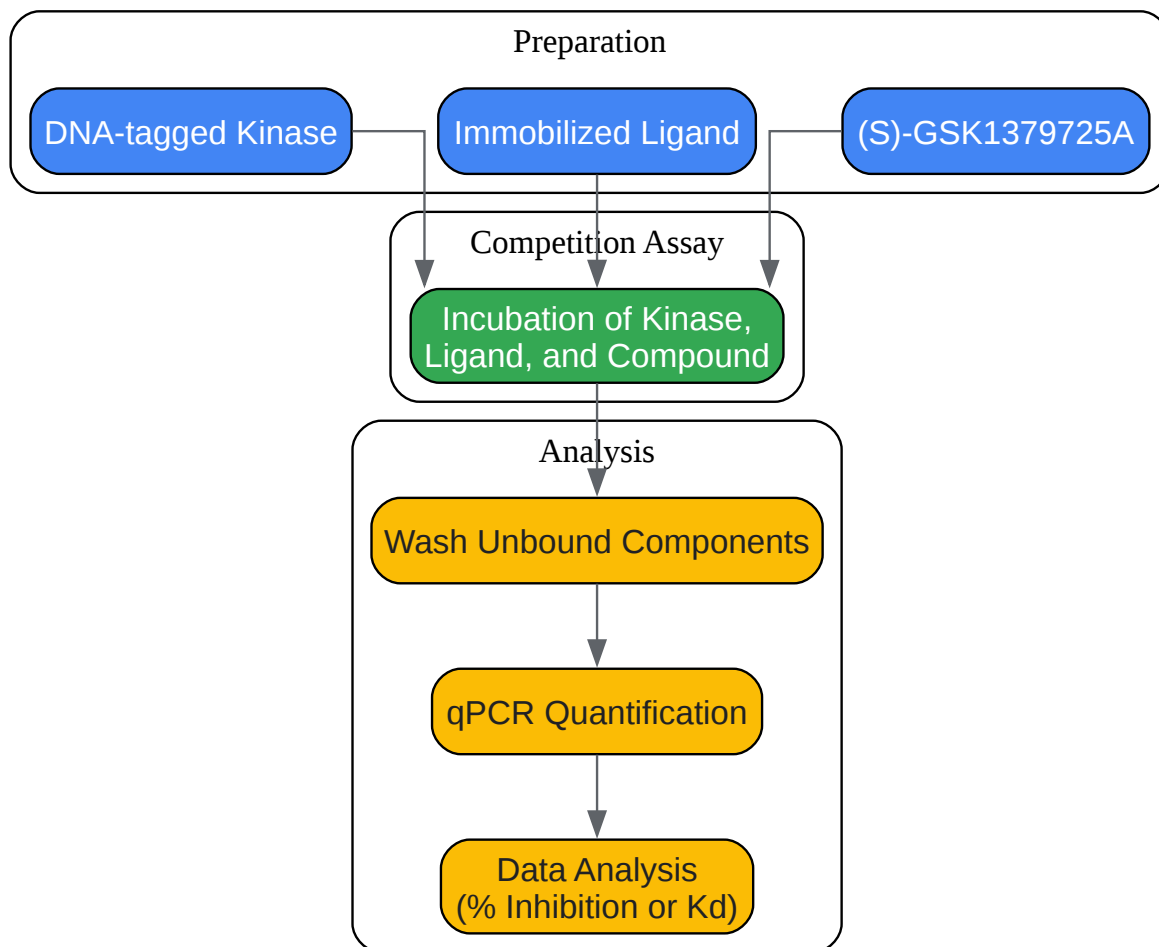 Preparation
DNA-tagged Kinase
Immobilized Ligand
(S)-GSK1379725A
Competition Assay
Incubation of Kinase,
Ligand, and Compound
Analysis
Wash Unbound Components
qPCR Quantification
Data Analysis
(% Inhibition or Kd)